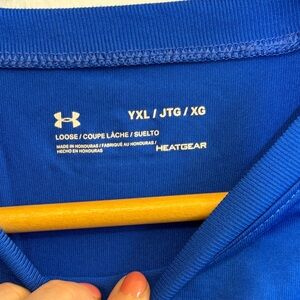 YXL / JTG / XG
LOOSE / COUPE LÂCHE / SUELTO
MADE IN HONDURAS / FABRIQUÉ AU HONDURAS /
HECHO EN HONDURAS
HEATGEAR